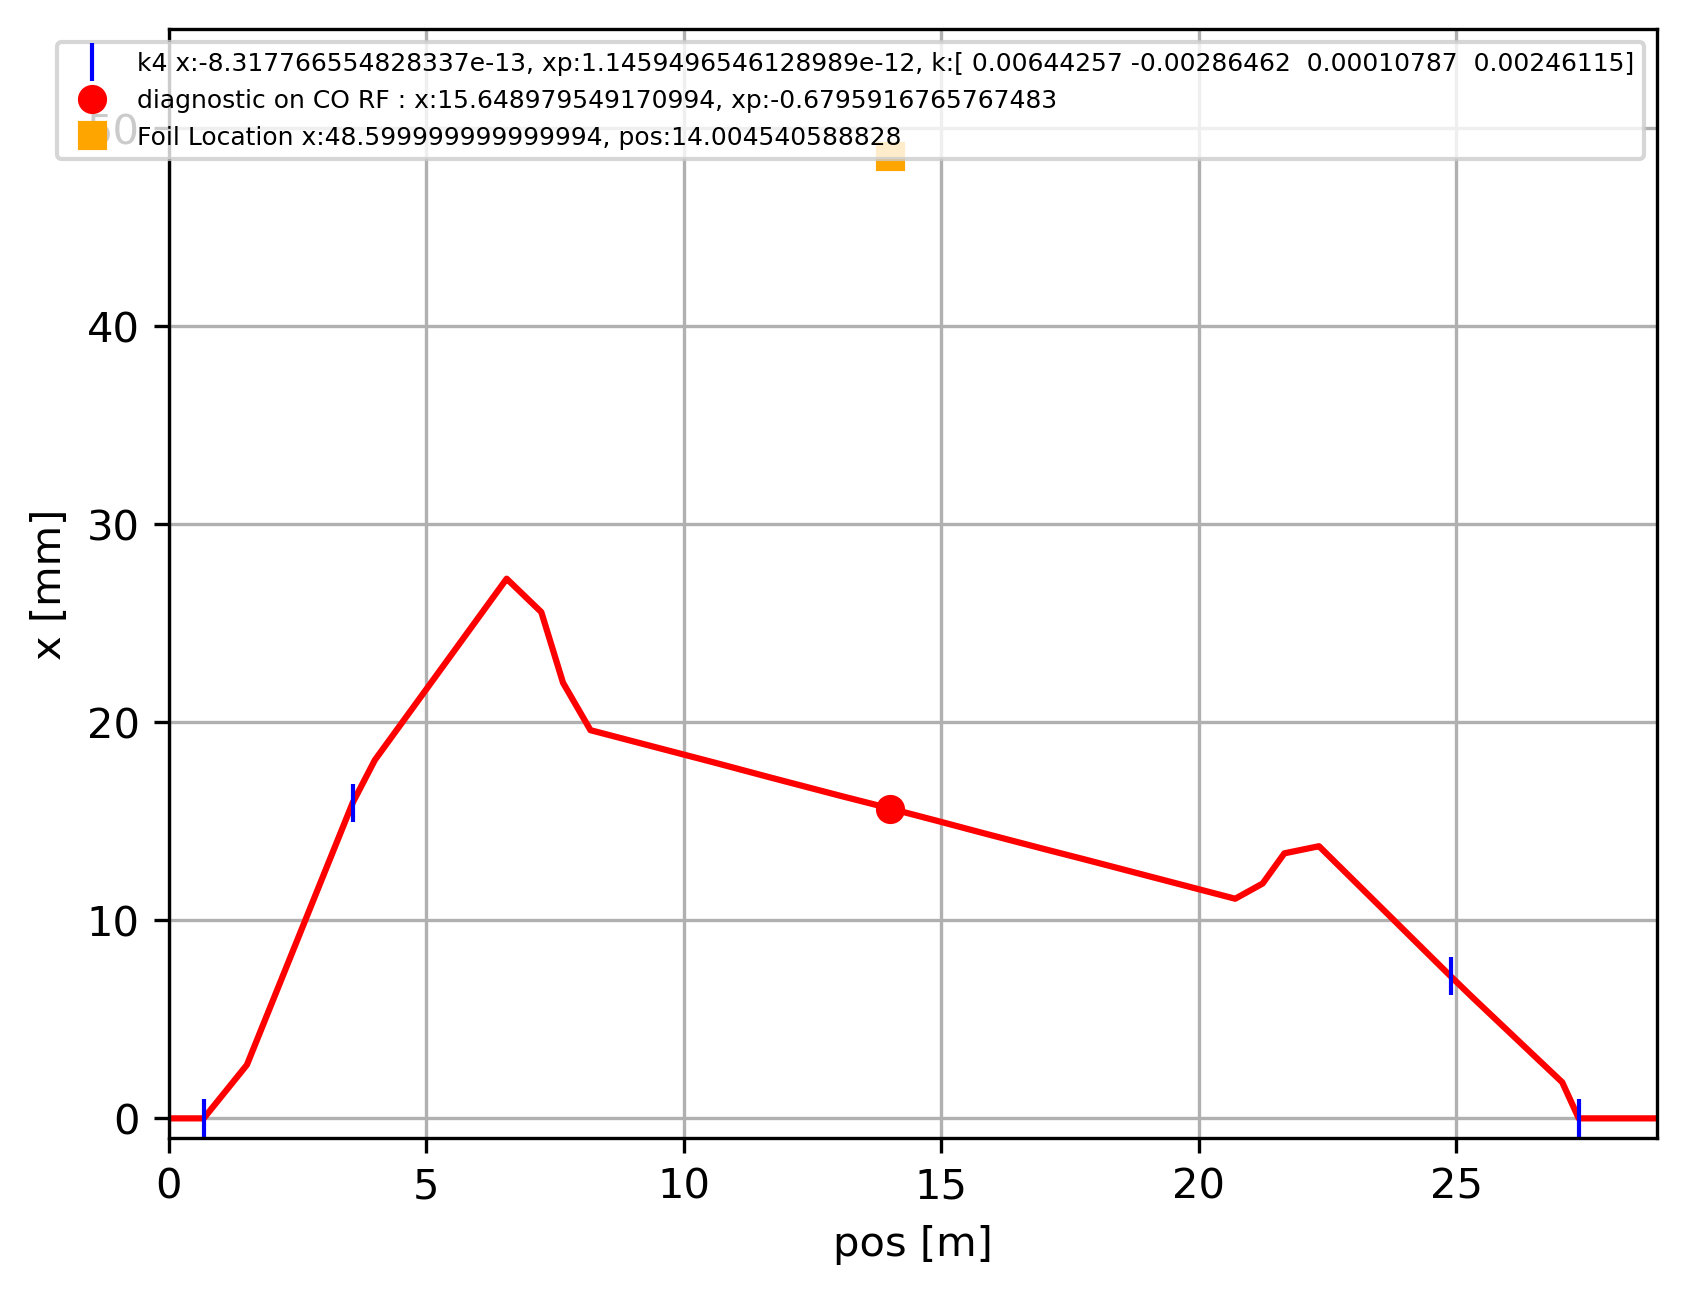 k4 x:-8.317766554828337e-13, xp:1.1459496546128989e-12, k:[ 0.00644257 -0.00286462  0.00010787  0.00246115]
diagnostic on CO RF : x:15.648979549170994, xp:-0.6795916765767483
Foil Location x:48.599999999999994, pos:14.004540588828
50
40
30
20
10
0
x [mm]
0 5 10 15 20 25
pos [m]